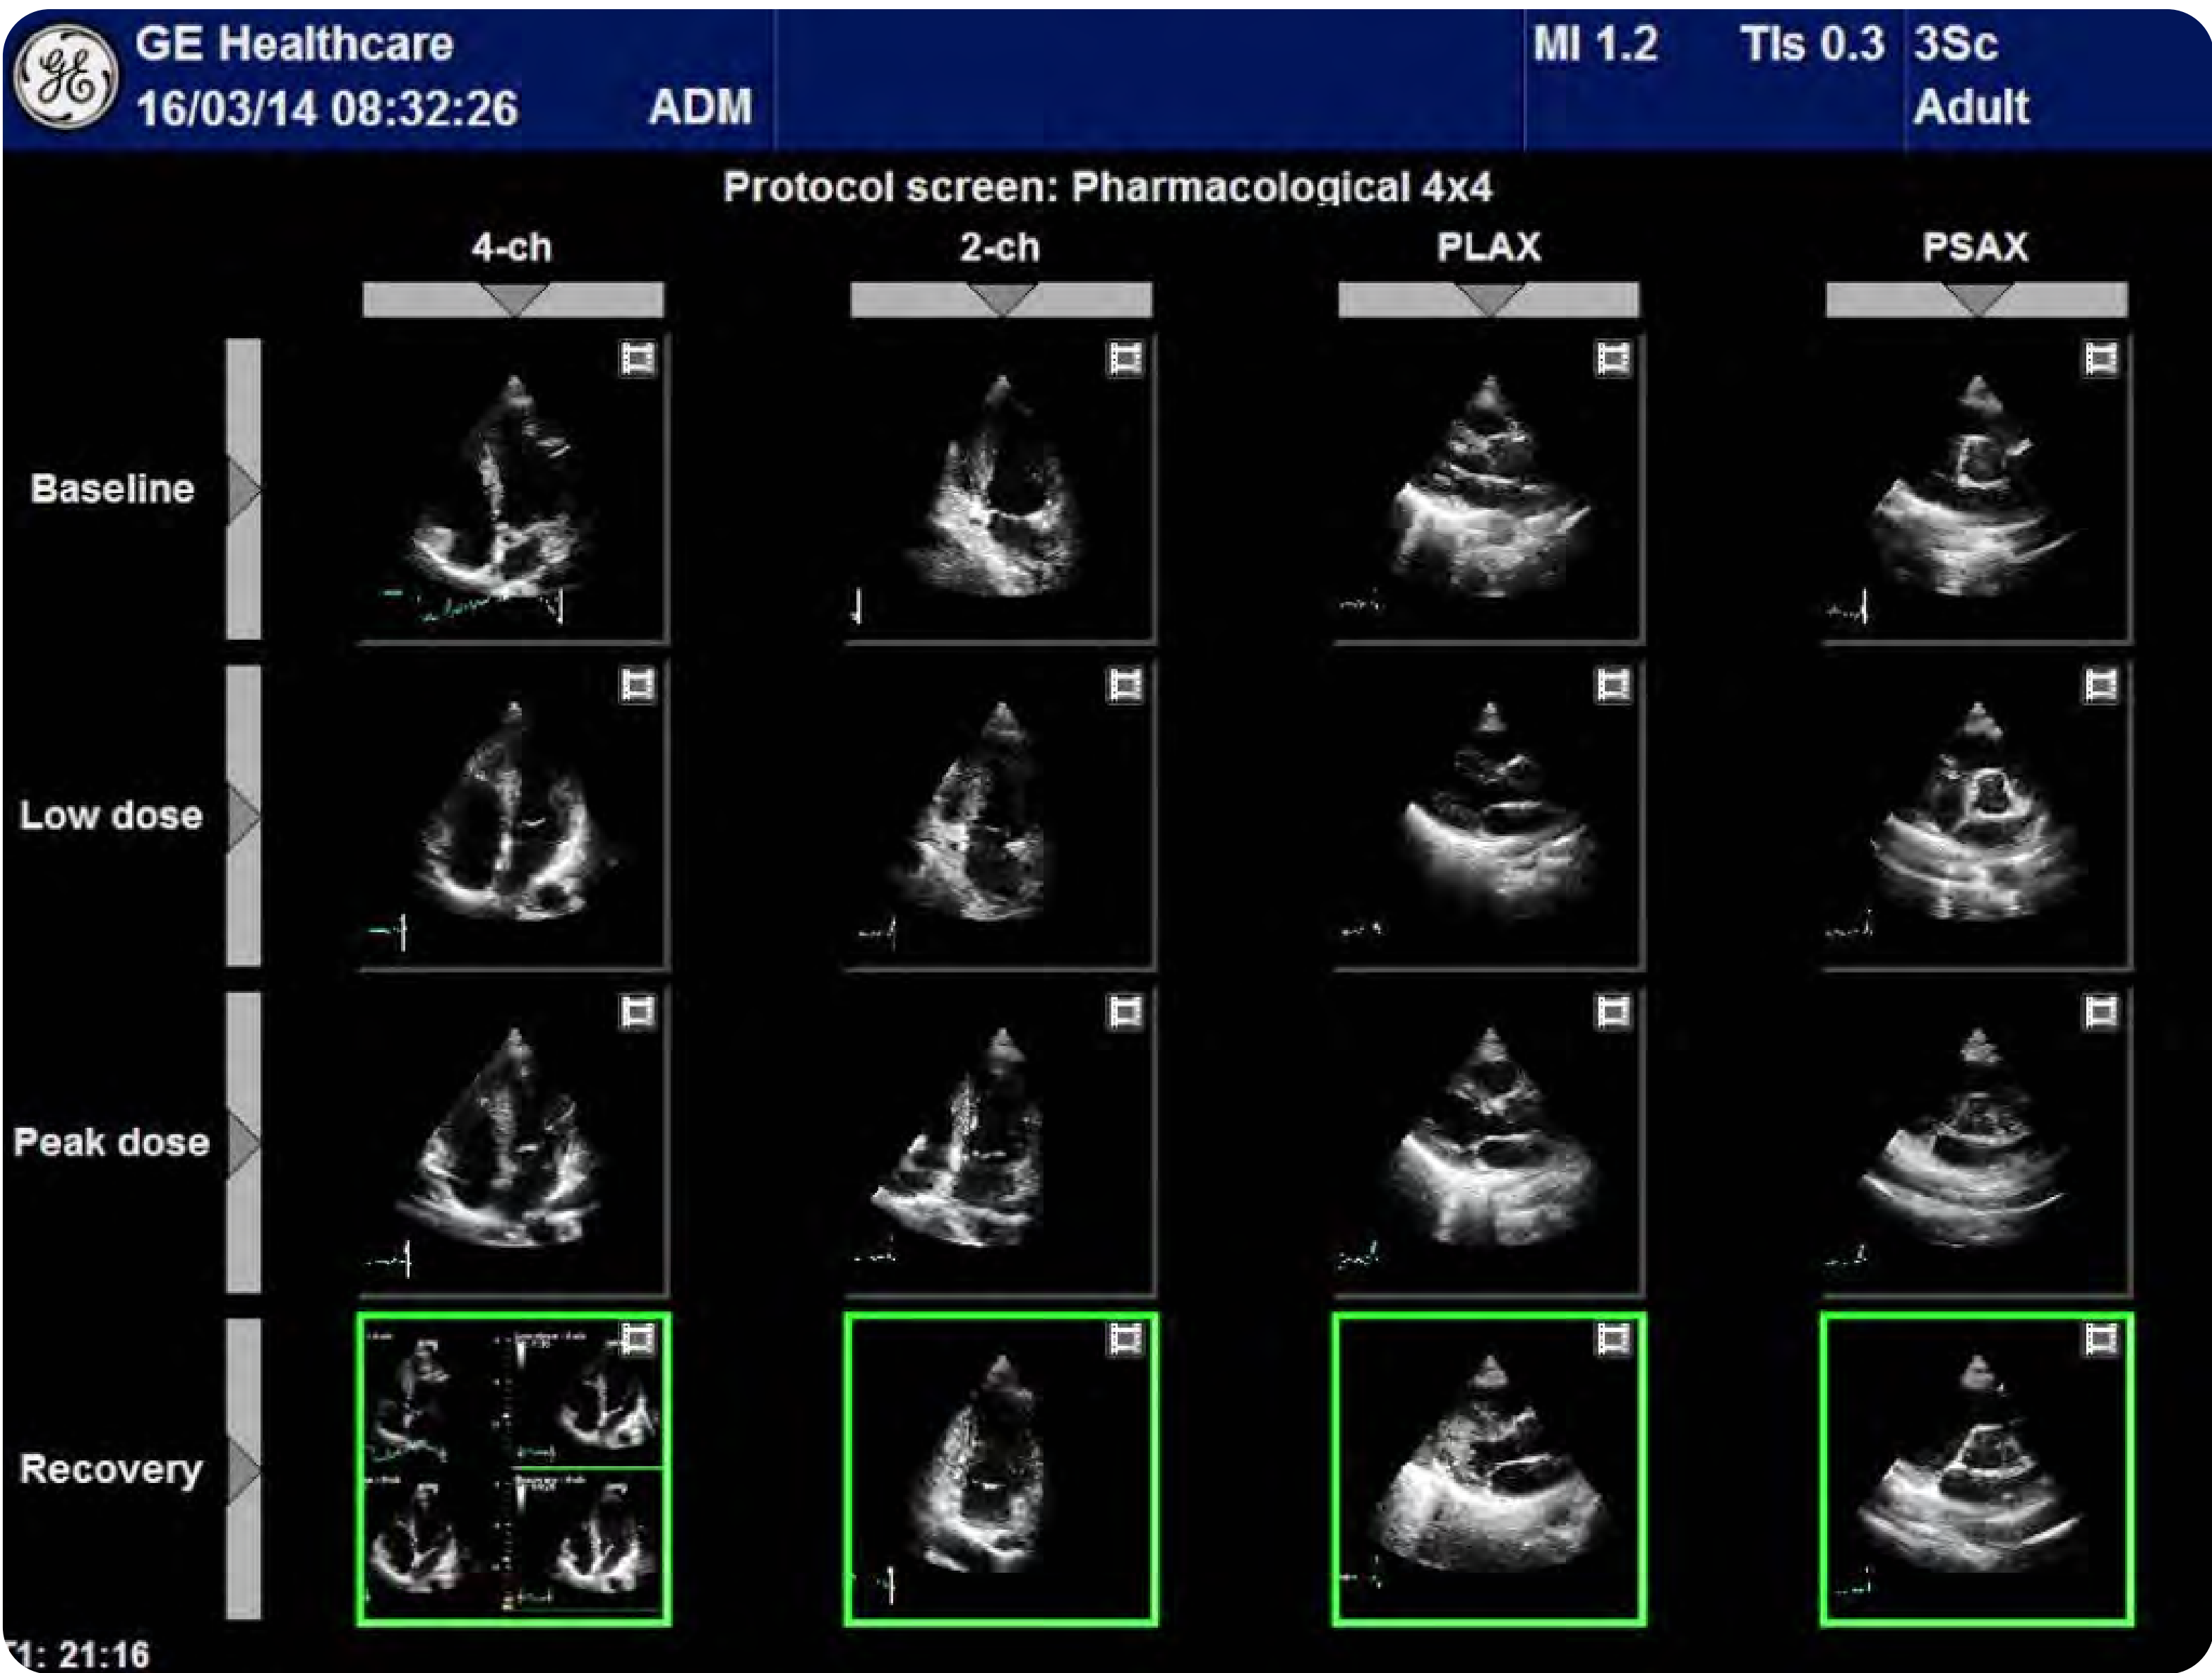 GE Healthcare
16/03/14 08:32:26 ADM
MI 1.2 TIs 0.3 3Sc
Adult
Protocol screen: Pharmacological 4x4
4-ch 2-ch PLAX PSAX
Baseline
Low dose
Peak dose
Recovery
1: 21:16